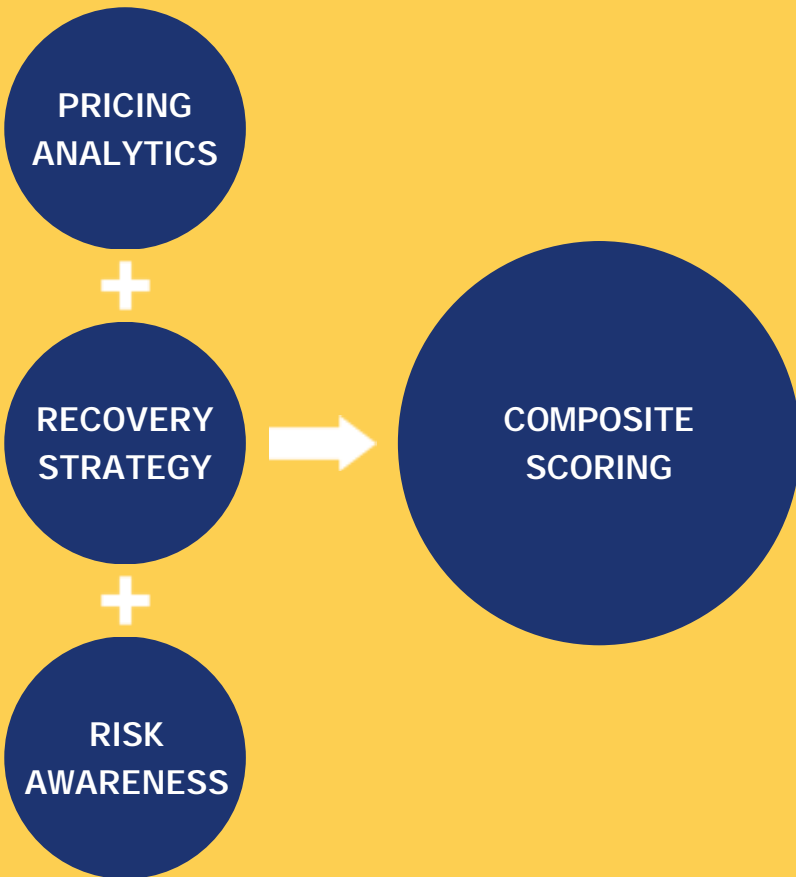 PRICING
ANALYTICS
RECOVERY
STRATEGY
RISK
AWARENESS
COMPOSITE
SCORING